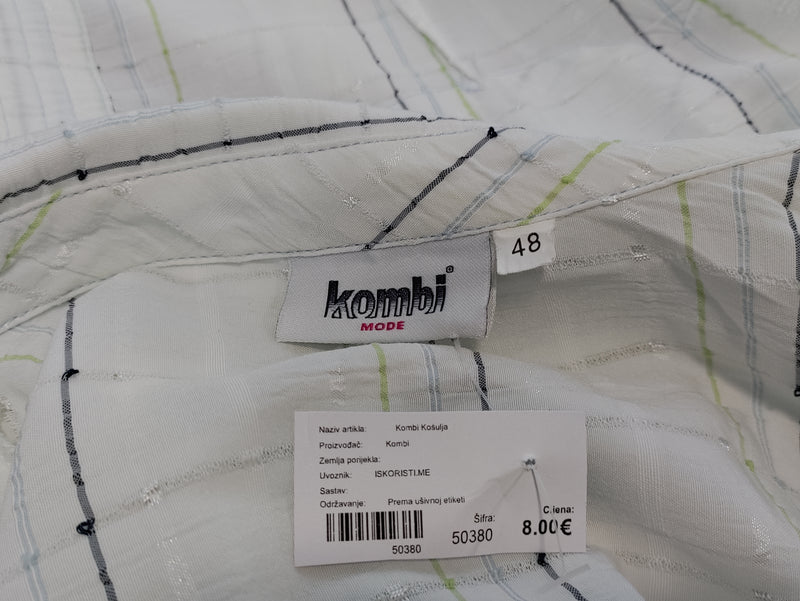 48
kombi®
MODE
Naziv artikla: Kombi Košulja
Proizvođač: Kombi
Zemlja porijekla:
Uvoznik: ISKORISTI.ME
Sastav:
Održavanje: Prema ušivnoj etiketi
50380
Šifra:
50380
Cijena:
8.00€